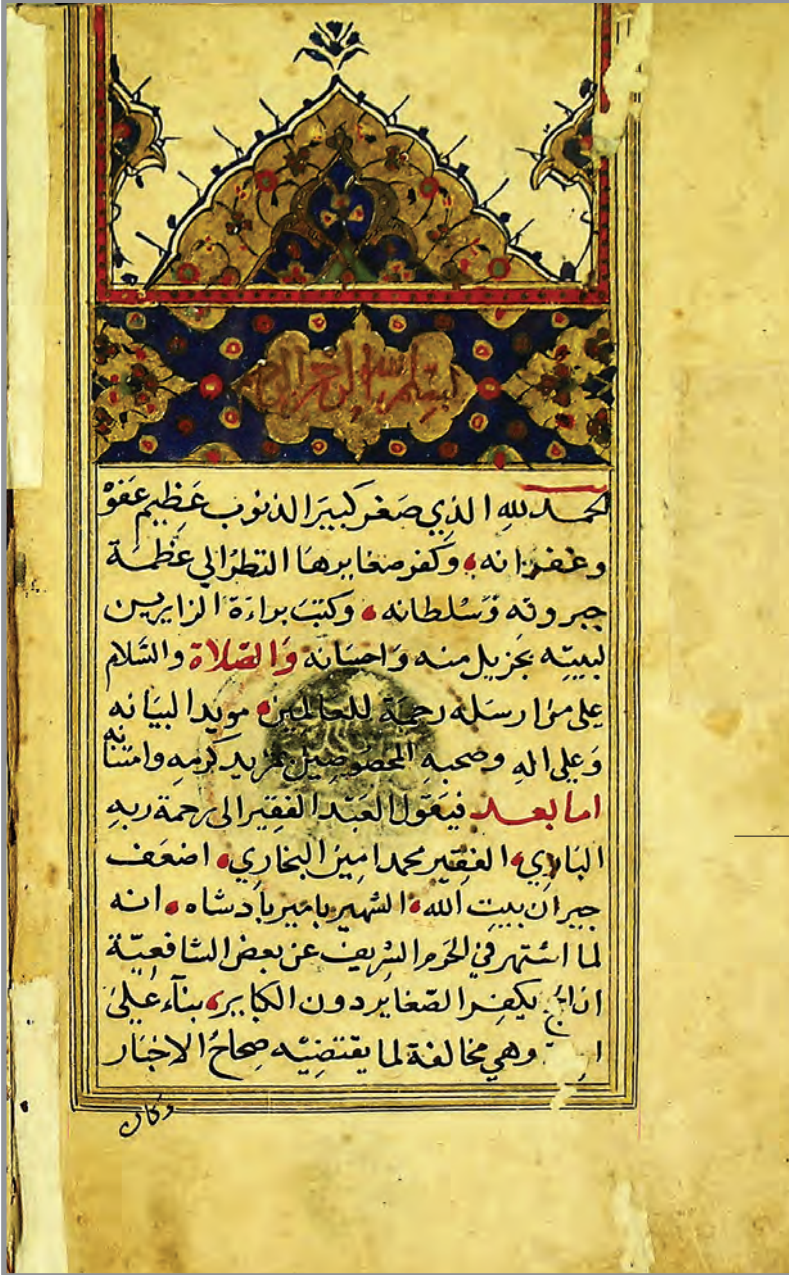 بسم الله الرحمن الرحيم
الحمد لله الذي صغر كبير الذنوب عظيم عفوه
وغفرانه وكفر صغايرها النظر الي عظمة
جبروته وسلطانه وكتب براءة الزايرين
لبيته بجزيل منه واحسانه والصلاة والسلام
علي من ارسله رحمة للعالمين مويدا لبيانه
وعلي اله وصحبه المخصوصين بمزيد كرمه وامتنانه
اما بعد فيقول العبد الفقير الى رحمة ربه
الباري الفقير محمد امين البخاري اضعف
جيران بيت الله الشهير بامير بادشاه انه
لما اشتهر في الحرم الشريف عن بعض الشافعية
ان الحج يكفر الصغاير دون الكباير بناء علي
وهي مخالفة لما يقتضيه صحاح الاخبار
وكان